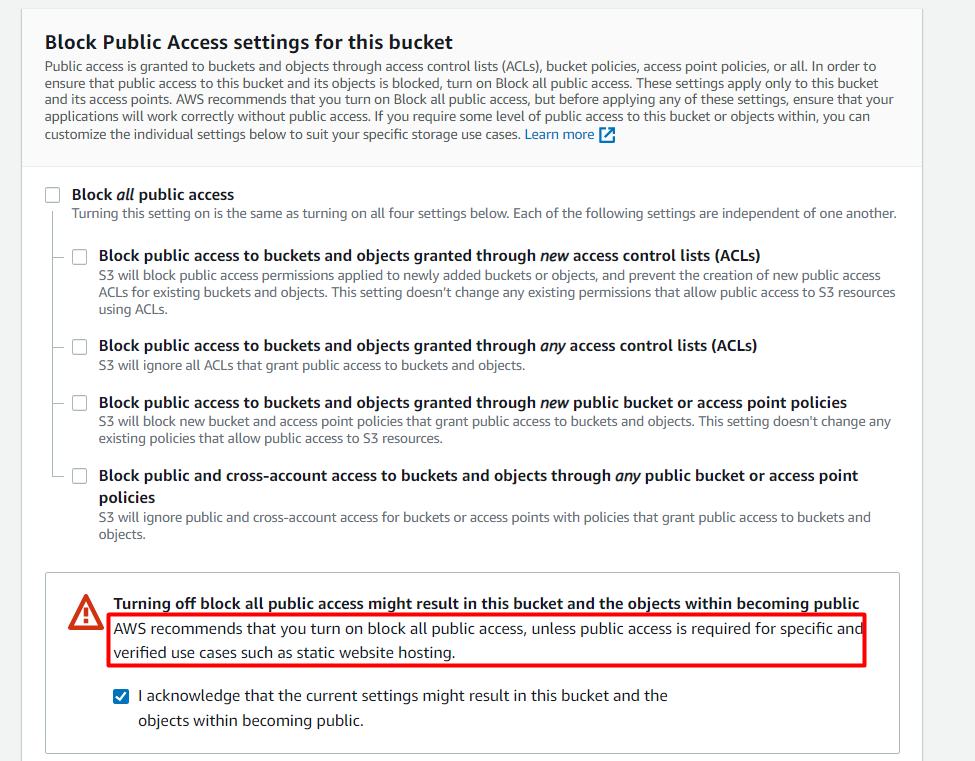 Block Public Access settings for this bucket
Public access is granted to buckets and objects through access control lists (ACLs), bucket policies, access point policies, or all. In order to
ensure that public access to this bucket and its objects is blocked, turn on Block all public access. These settings apply only to this bucket
and its access points. AWS recommends that you turn on Block all public access, but before applying any of these settings, ensure that your
applications will work correctly without public access. If you require some level of public access to this bucket or objects within, you can
customize the individual settings below to suit your specific storage use cases. Learn more
Block all public access
Turning this setting on is the same as turning on all four settings below. Each of the following settings are independent of one another.
Block public access to buckets and objects granted through new access control lists (ACLs)
S3 will block public access permissions applied to newly added buckets or objects, and prevent the creation of new public access
ACLs for existing buckets and objects. This setting doesn't change any existing permissions that allow public access to S3 resources
using ACLs.
Block public access to buckets and objects granted through any access control lists (ACLs)
S3 will ignore all ACLs that grant public access to buckets and objects.
Block public access to buckets and objects granted through new public bucket or access point policies
S3 will block new bucket and access point policies that grant public access to buckets and objects. This setting doesn't change any
existing policies that allow public access to S3 resources.
Block public and cross-account access to buckets and objects through any public bucket or access point
policies
S3 will ignore public and cross-account access for buckets or access points with policies that grant public access to buckets and
objects.
Turning off block all public access might result in this bucket and the objects within becoming public
AWS recommends that you turn on block all public access, unless public access is required for specific and
verified use cases such as static website hosting.
I acknowledge that the current settings might result in this bucket and the
objects within becoming public.